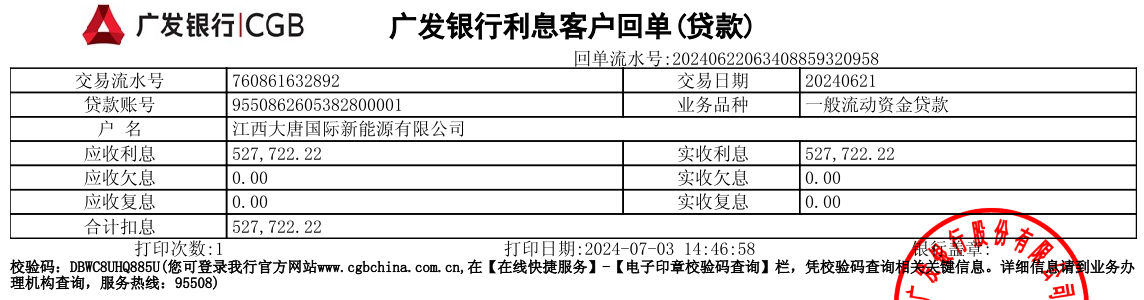 广发银行|CGB 广发银行利息客户回单(贷款)
回单流水号:20240622063408859320958
交易流水号 760861632892 交易日期 20240621
贷款账号 9550862605382800001 业务品种 一般流动资金贷款
户 名 江西大唐国际新能源有限公司
应收利息 527,722.22 实收利息 527,722.22
应收欠息 0.00 实收欠息 0.00
应收复息 0.00 实收复息 0.00
合计扣息 527,722.22
打印次数:1 打印日期:2024-07-03 14:46:58 银行盖章:
校验码: DBWC8UHQ885U(您可登录我行官方网站www.cgbchina.com.cn,在【在线快捷服务】-【电子印章校验码查询】栏, 凭校验码查询相关关键信息。详细信息请到业务办
理机构查询, 服务热线: 95508)
广发银行股份有限公司